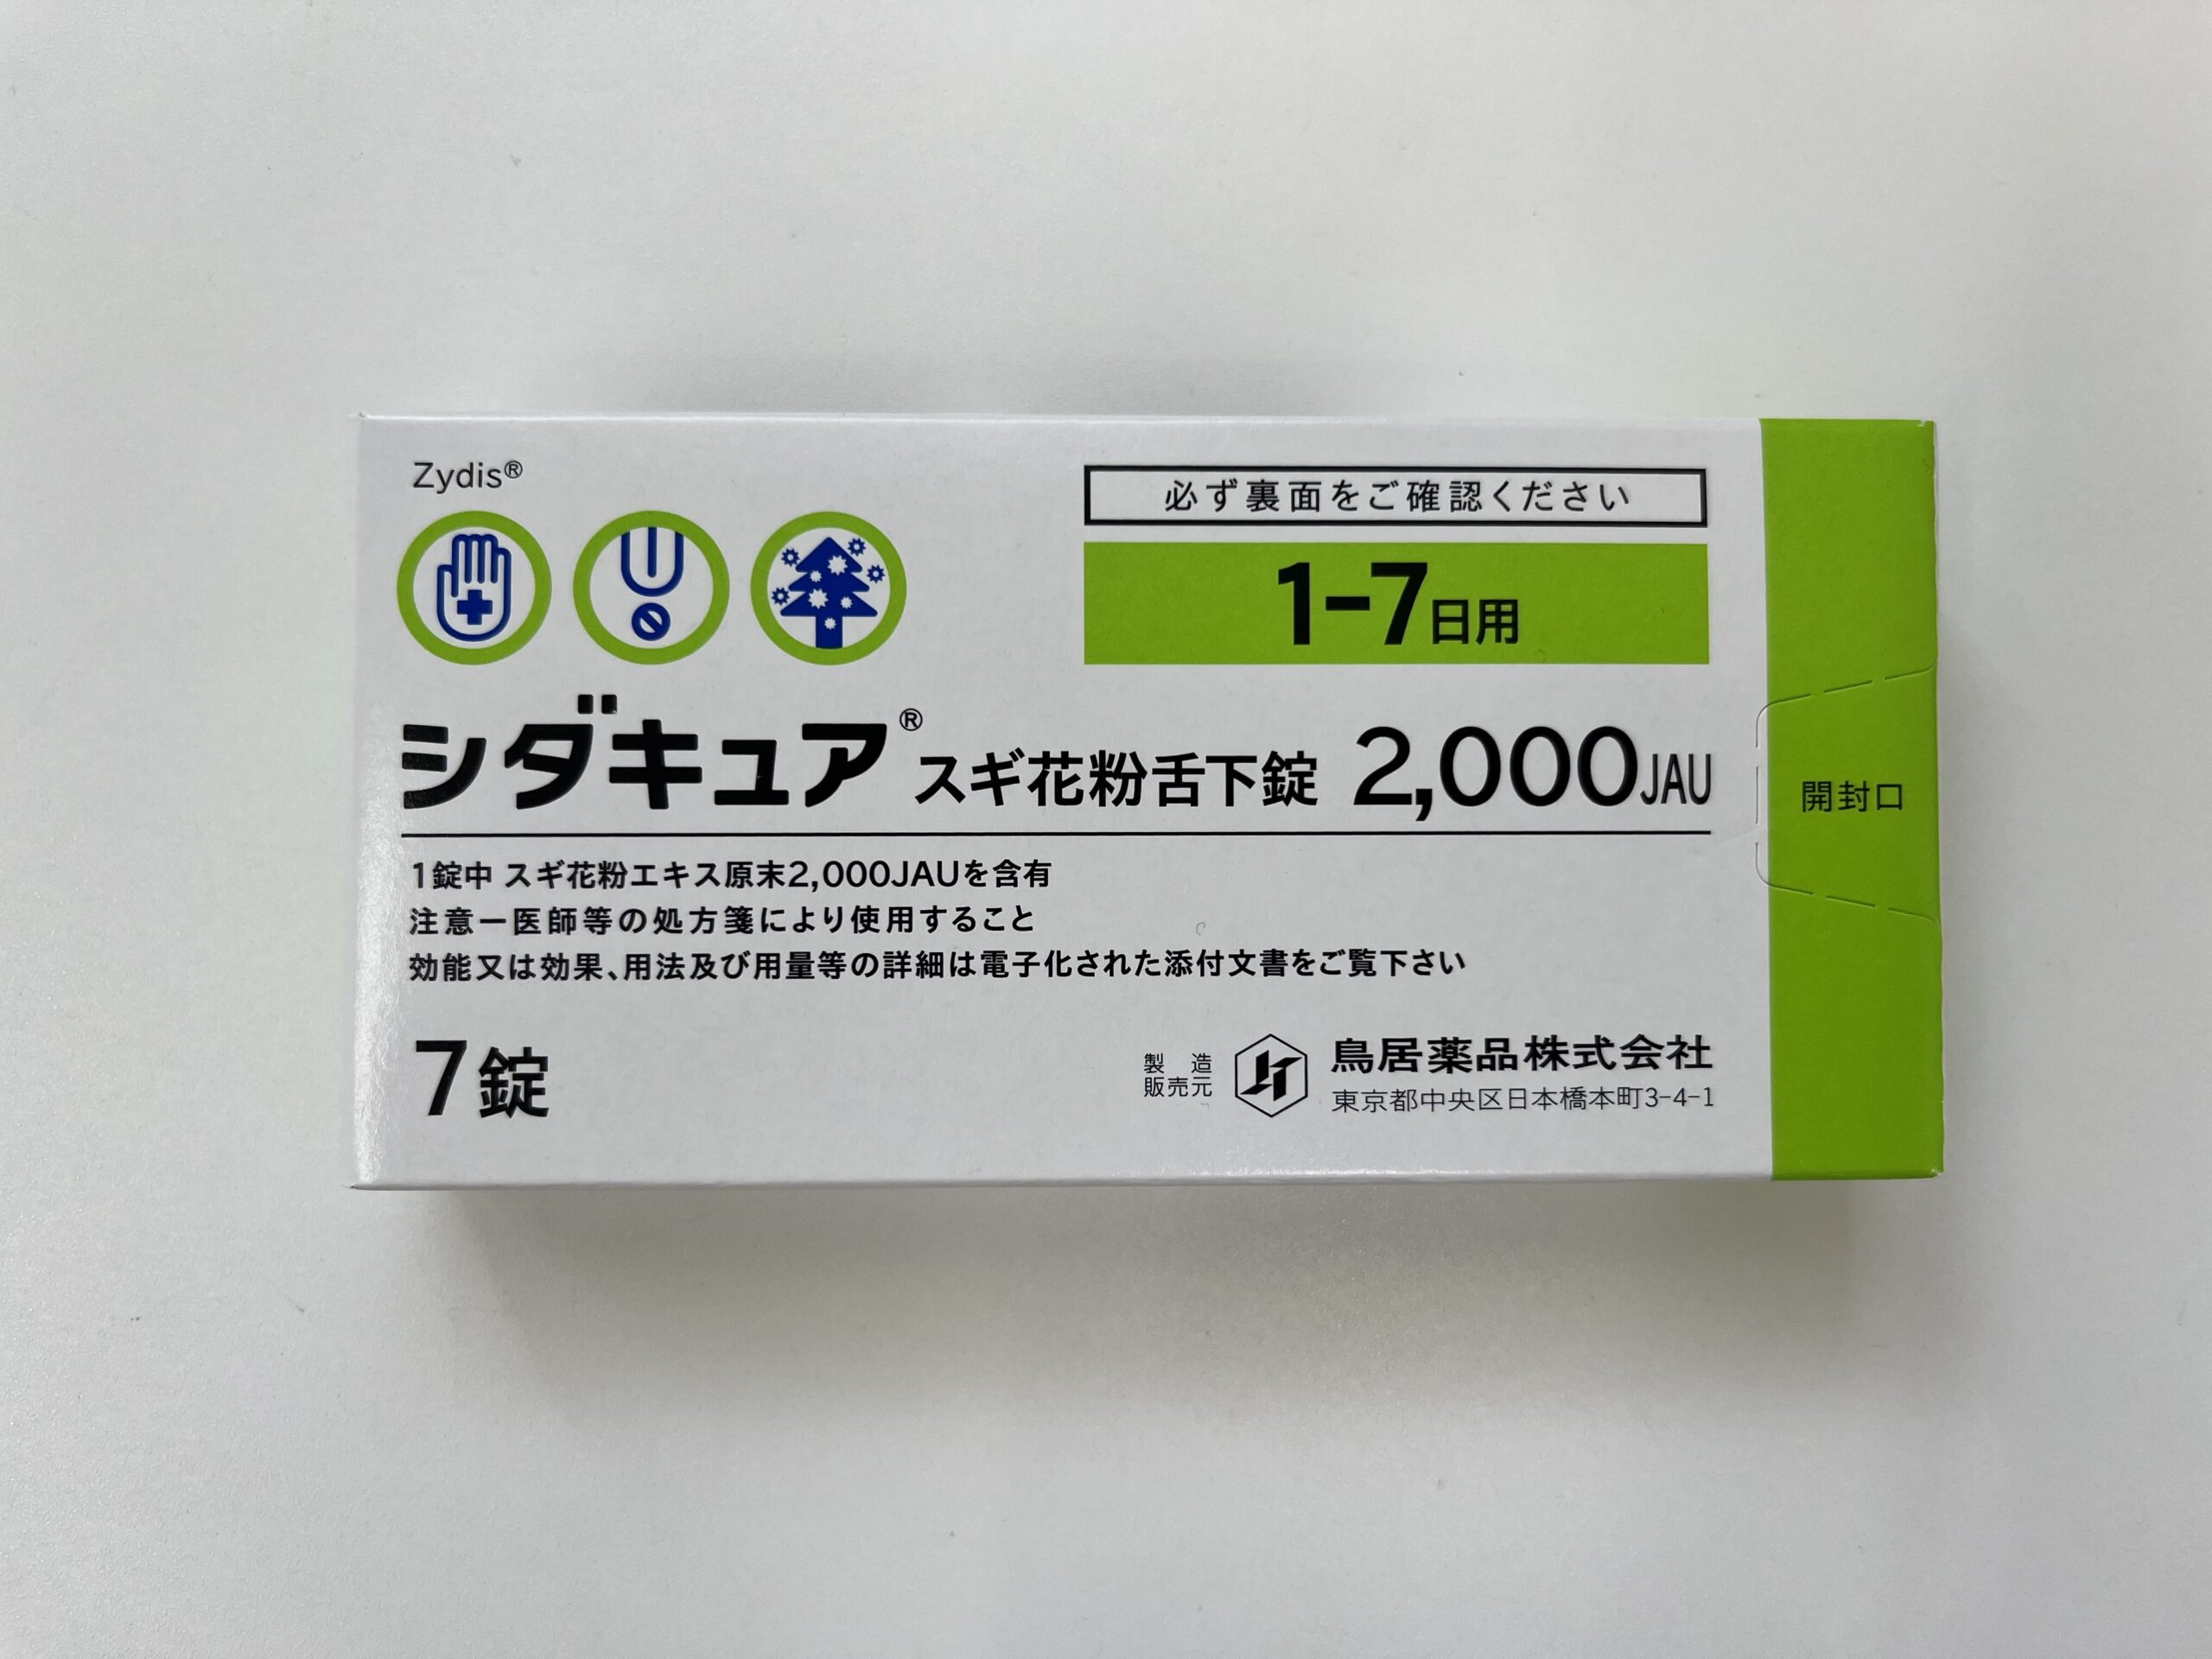 Zydis®
必ず裏面をご確認ください
1-7日用
シダキュア® スギ花粉舌下錠 2,000JAU
開封口
1錠中 スギ花粉エキス原末2,000JAUを含有
注意ー医師等の処方箋により使用すること
効能又は効果、用法及び用量等の詳細は電子化された添付文書をご覧下さい
7錠
製造
販売元
鳥居薬品株式会社
東京都中央区日本橋本町3-4-1